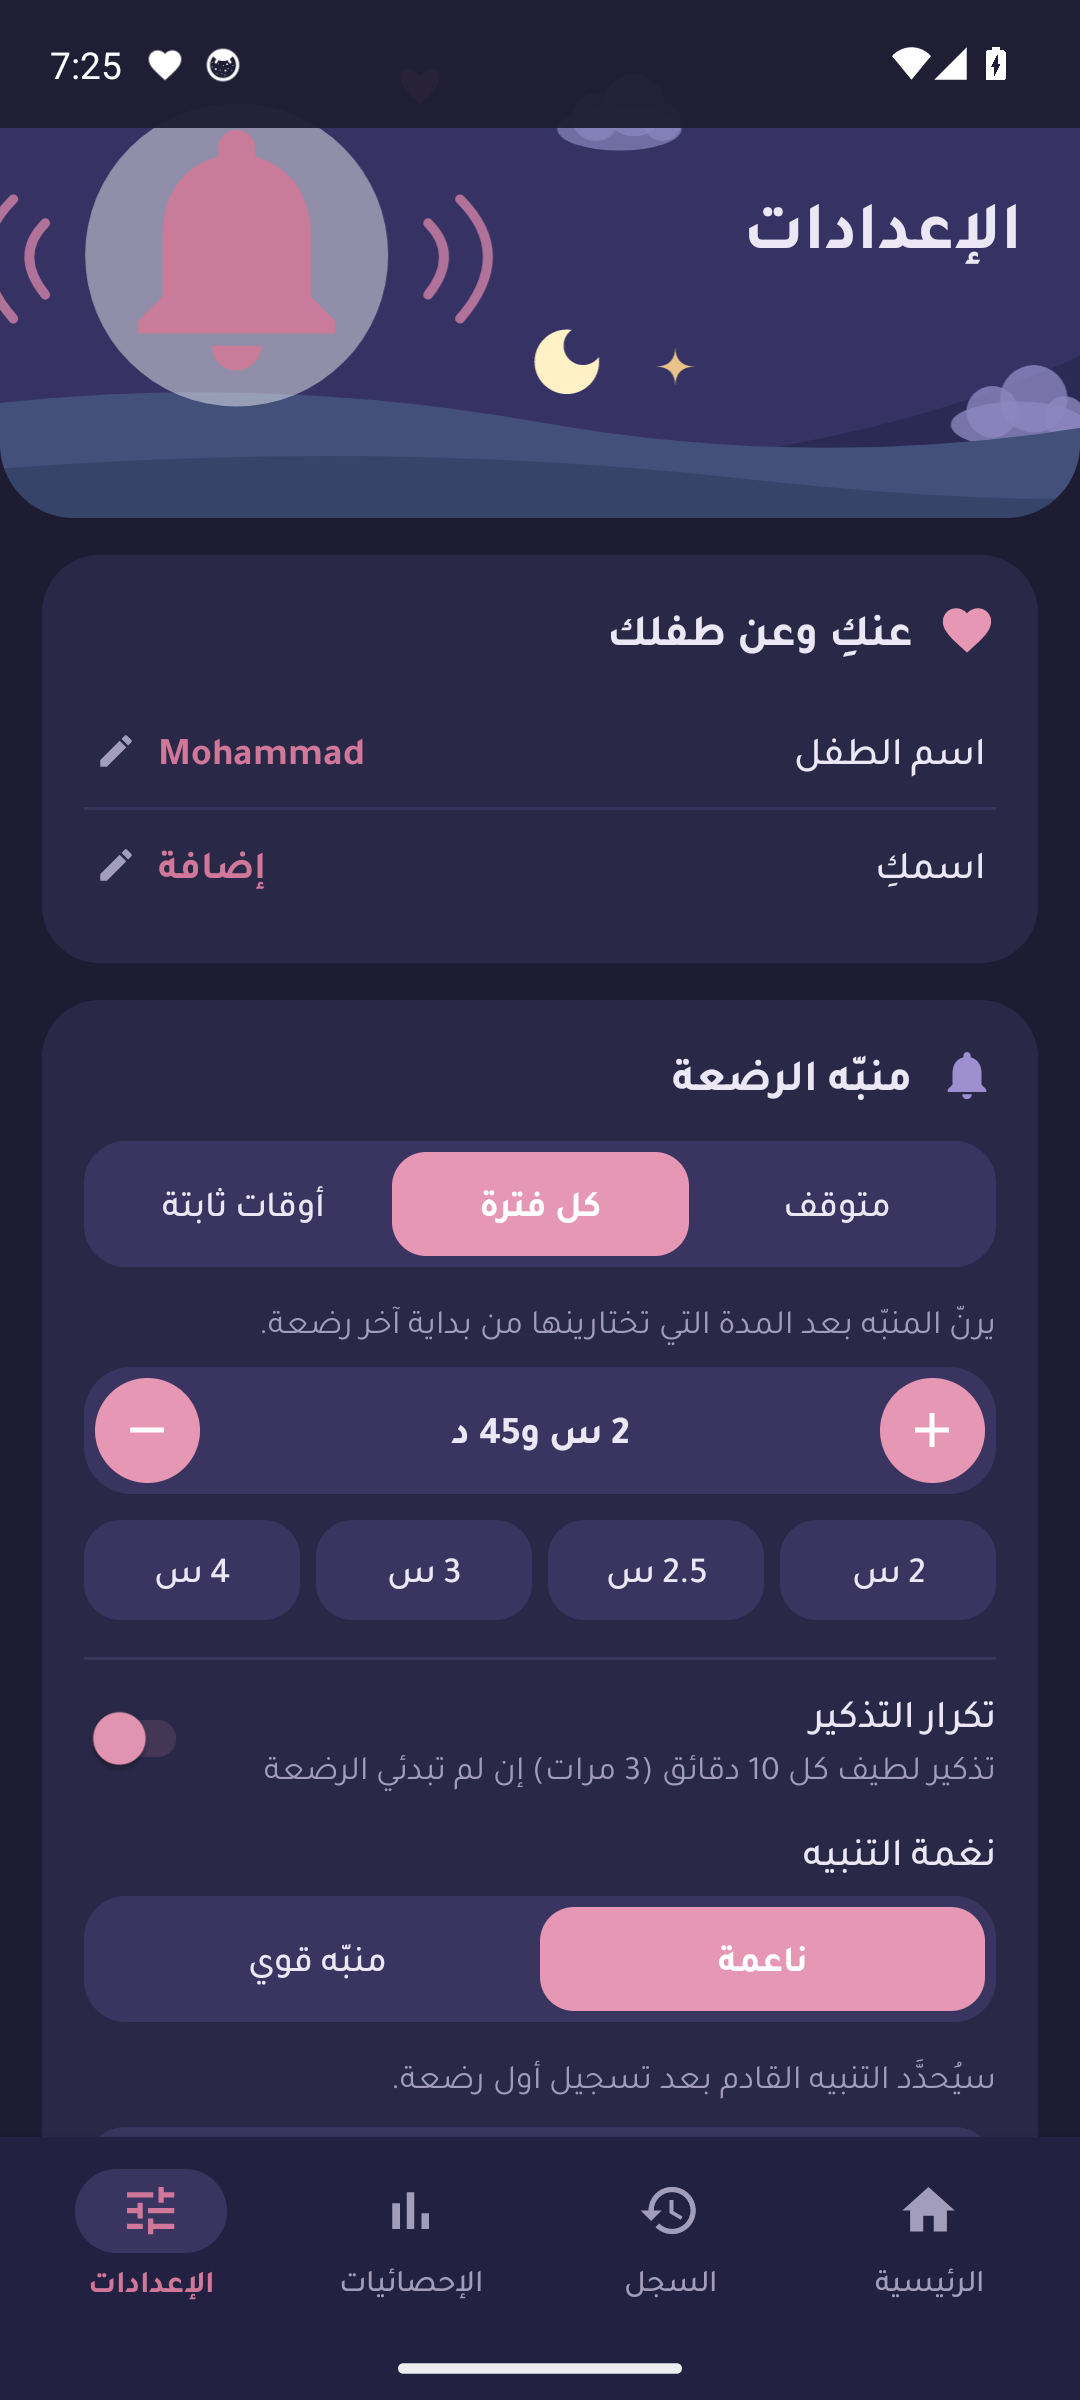 7:25
الإعدادات
عنكِ وعن طفلك
اسم الطفل Mohammad
اسمكِ إضافة
منبّه الرضعة
متوقف كل فترة أوقات ثابتة
يرنّ المنبّه بعد المدة التي تختارينها من بداية آخر رضعة.
+ 2 س و45 د −
2 س 2.5 س 3 س 4 س
تكرار التذكير
تذكير لطيف كل 10 دقائق (3 مرات) إن لم تبدئي الرضعة
نغمة التنبيه
ناعمة منبّه قوي
سيُحدَّد التنبيه القادم بعد تسجيل أول رضعة.
الرئيسية السجل الإحصائيات الإعدادات